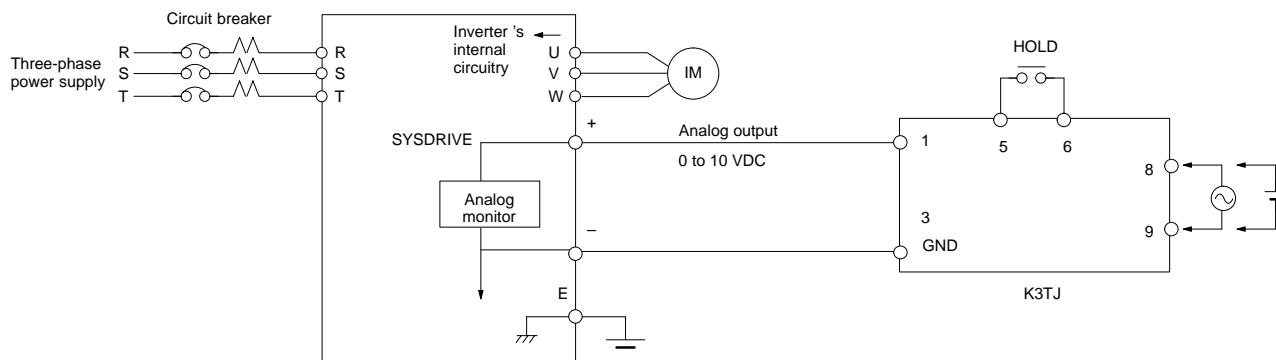 Circuit breaker
Three-phase
power supply
R
S
T
R
S
T
Inverter 's
internal
circuitry
U
V
W
IM
HOLD
SYSDRIVE
+
Analog output
0 to 10 VDC
1
5
6
8
Analog
monitor
–
3
GND
9
E
K3TJ